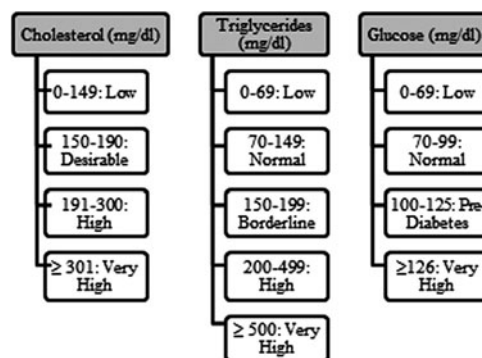 Cholesterol (mg/dl)
0-149: Low
150-190:
Desirable
191-300:
High
≥ 301: Very
High
Triglycerides
(mg/dl)
0-69: Low
70-149:
Normal
150-199:
Borderline
200-499:
High
≥ 500: Very
High
Glucose (mg/dl)
0-69: Low
70-99:
Normal
100-125: Pre
Diabetes
≥126: Very
High